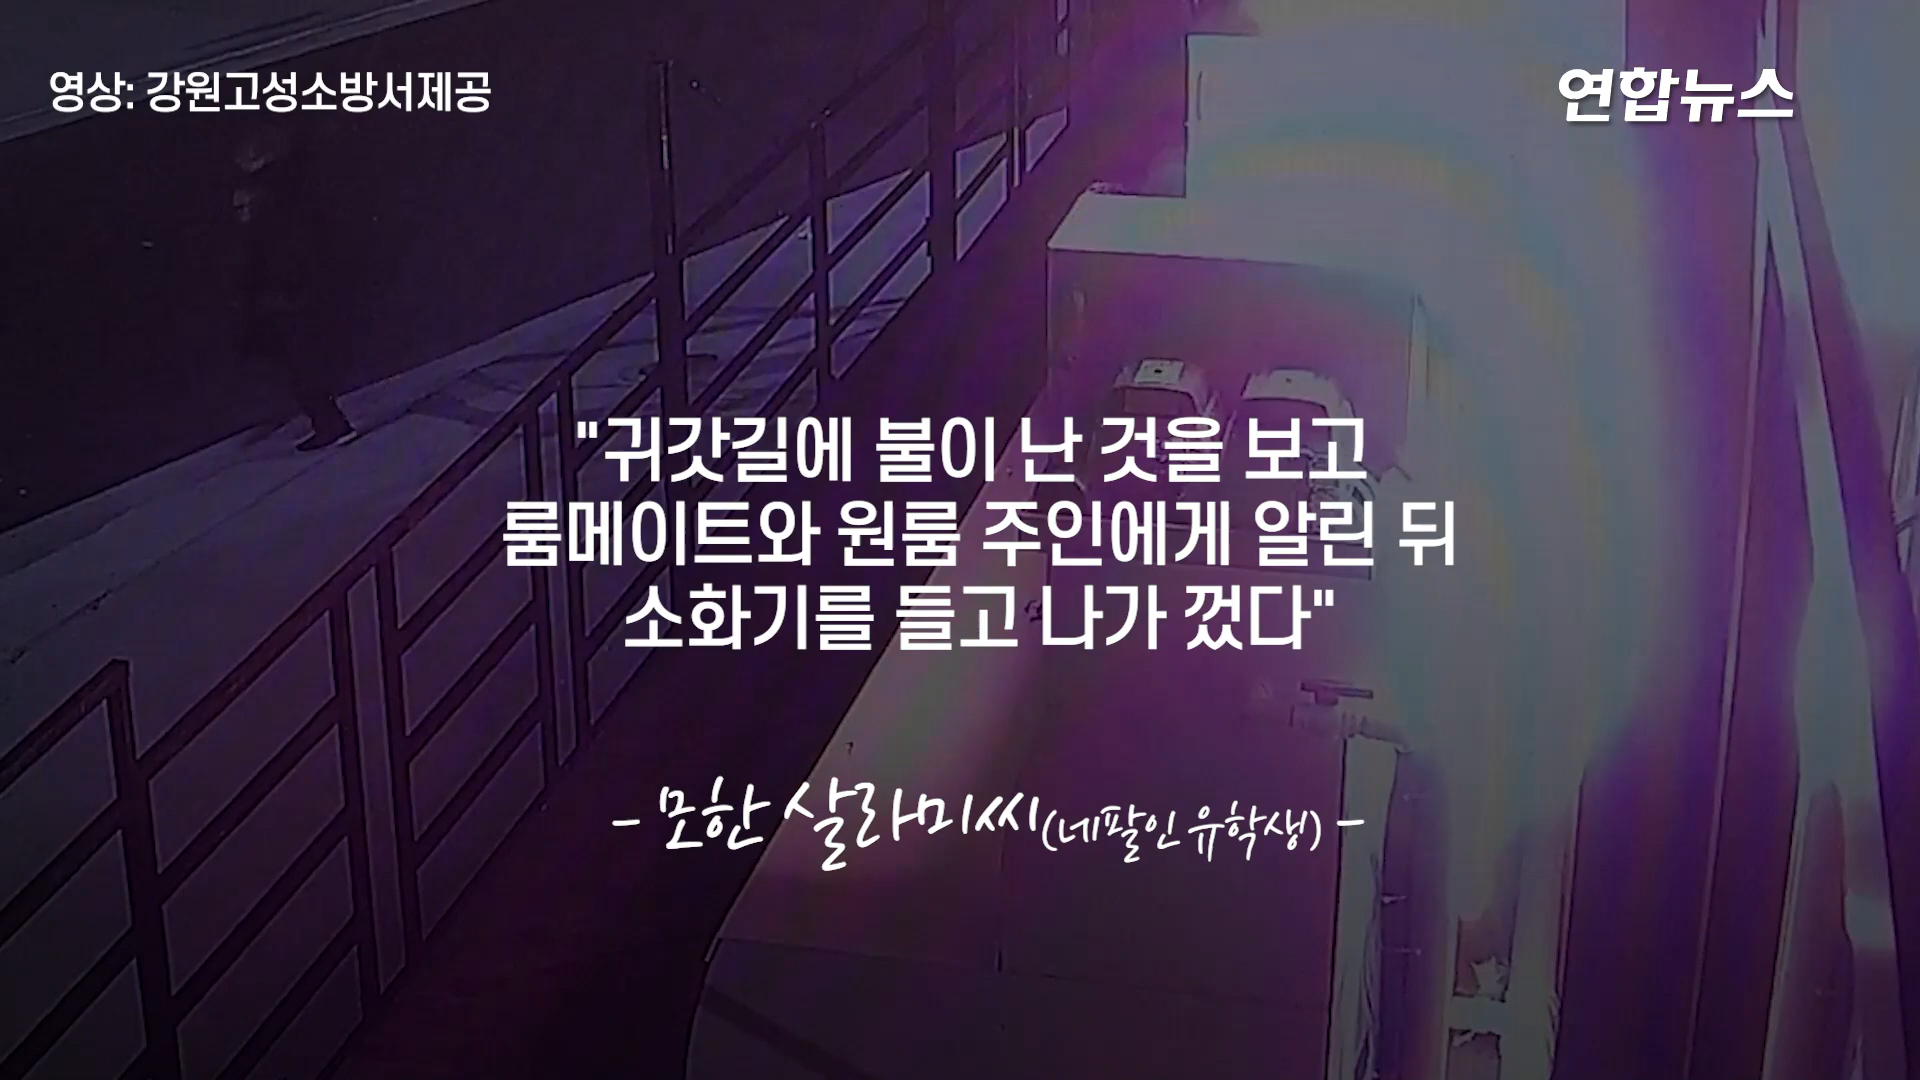 영상: 강원고성소방서제공
연합뉴스
"귀갓길에 불이 난 것을 보고
룸메이트와 원룸 주인에게 알린 뒤
소화기를 들고 나가 껐다"
- 모한 살라미씨(네팔인 유학생) -